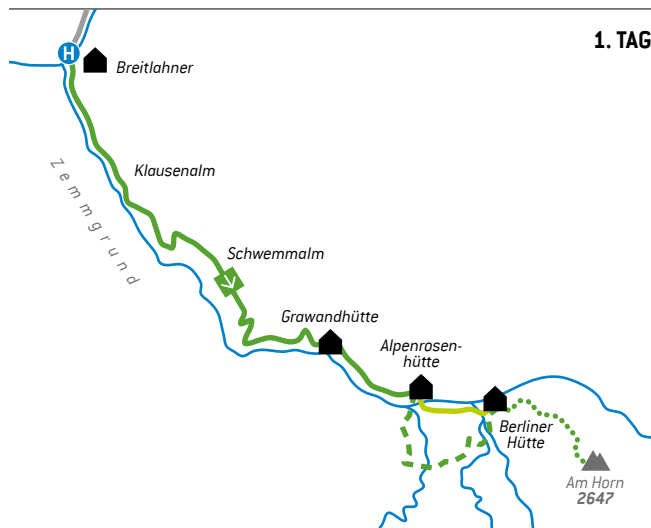 1. TAG
H
Breitlahner
Klausenalm
Zemmgrund
Schwemmalm
Grawandhütte
Alpenrosen-
hütte
Berliner
Hütte
Am Horn
2647